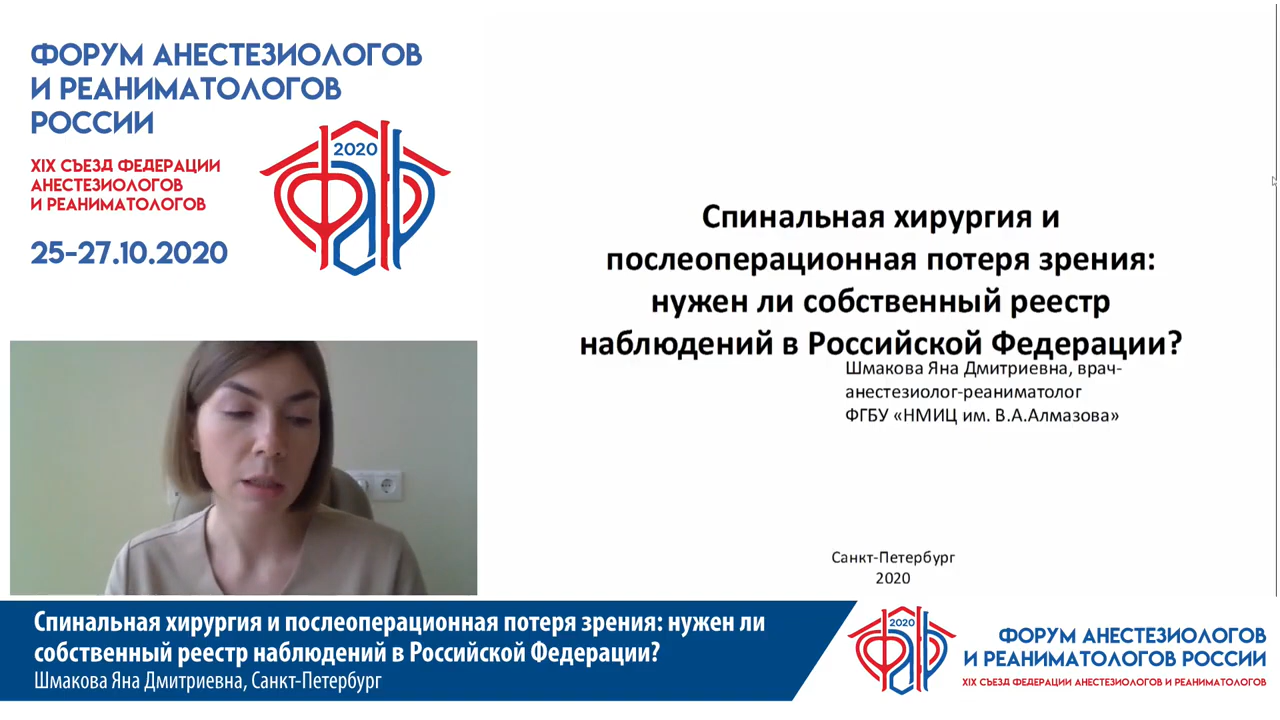 ФОРУМ АНЕСТЕЗИОЛОГОВ
И РЕАНИМАТОЛОГОВ
РОССИИ
XIX СЪЕЗД ФЕДЕРАЦИИ
АНЕСТЕЗИОЛОГОВ
И РЕАНИМАТОЛОГОВ
25-27.10.2020
2020
ФАР
Спинальная хирургия и
послеоперационная потеря зрения:
нужен ли собственный реестр
наблюдений в Российской Федерации?
Шмакова Яна Дмитриевна, врач-
анестезиолог-реаниматолог
ФГБУ «НМИЦ им. В.А.Алмазова»
Санкт-Петербург
2020
Спинальная хирургия и послеоперационная потеря зрения: нужен ли
собственный реестр наблюдений в Российской Федерации?
Шмакова Яна Дмитриевна, Санкт-Петербург
2020
ФАР
ФОРУМ АНЕСТЕЗИОЛОГОВ
И РЕАНИМАТОЛОГОВ РОССИИ
XIX СЪЕЗД ФЕДЕРАЦИИ АНЕСТЕЗИОЛОГОВ И РЕАНИМАТОЛОГОВ